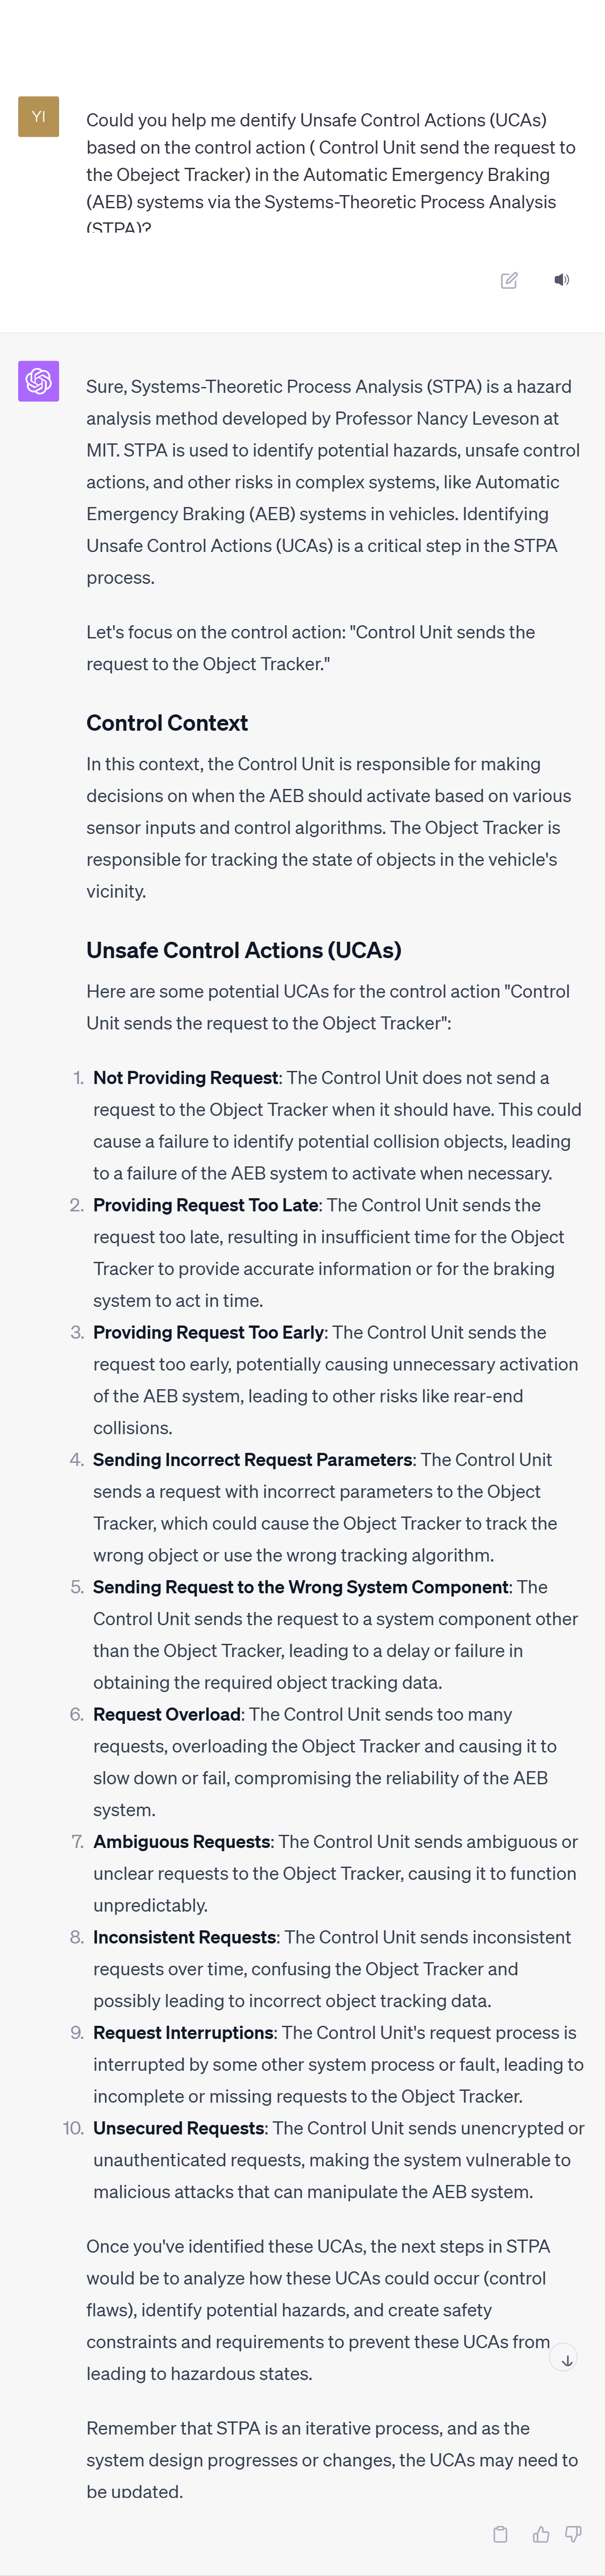 YI
Could you help me dentify Unsafe Control Actions (UCAs)
based on the control action ( Control Unit send the request to
the Obeject Tracker) in the Automatic Emergency Braking
(AEB) systems via the Systems-Theoretic Process Analysis
(STPA)?
Sure, Systems-Theoretic Process Analysis (STPA) is a hazard
analysis method developed by Professor Nancy Leveson at
MIT. STPA is used to identify potential hazards, unsafe control
actions, and other risks in complex systems, like Automatic
Emergency Braking (AEB) systems in vehicles. Identifying
Unsafe Control Actions (UCAs) is a critical step in the STPA
process.
Let's focus on the control action: "Control Unit sends the
request to the Object Tracker."
Control Context
In this context, the Control Unit is responsible for making
decisions on when the AEB should activate based on various
sensor inputs and control algorithms. The Object Tracker is
responsible for tracking the state of objects in the vehicle's
vicinity.
Unsafe Control Actions (UCAs)
Here are some potential UCAs for the control action "Control
Unit sends the request to the Object Tracker":
1. Not Providing Request: The Control Unit does not send a
request to the Object Tracker when it should have. This could
cause a failure to identify potential collision objects, leading
to a failure of the AEB system to activate when necessary.
2. Providing Request Too Late: The Control Unit sends the
request too late, resulting in insufficient time for the Object
Tracker to provide accurate information or for the braking
system to act in time.
3. Providing Request Too Early: The Control Unit sends the
request too early, potentially causing unnecessary activation
of the AEB system, leading to other risks like rear-end
collisions.
4. Sending Incorrect Request Parameters: The Control Unit
sends a request with incorrect parameters to the Object
Tracker, which could cause the Object Tracker to track the
wrong object or use the wrong tracking algorithm.
5. Sending Request to the Wrong System Component: The
Control Unit sends the request to a system component other
than the Object Tracker, leading to a delay or failure in
obtaining the required object tracking data.
6. Request Overload: The Control Unit sends too many
requests, overloading the Object Tracker and causing it to
slow down or fail, compromising the reliability of the AEB
system.
7. Ambiguous Requests: The Control Unit sends ambiguous or
unclear requests to the Object Tracker, causing it to function
unpredictably.
8. Inconsistent Requests: The Control Unit sends inconsistent
requests over time, confusing the Object Tracker and
possibly leading to incorrect object tracking data.
9. Request Interruptions: The Control Unit's request process is
interrupted by some other system process or fault, leading to
incomplete or missing requests to the Object Tracker.
10. Unsecured Requests: The Control Unit sends unencrypted or
unauthenticated requests, making the system vulnerable to
malicious attacks that can manipulate the AEB system.
Once you've identified these UCAs, the next steps in STPA
would be to analyze how these UCAs could occur (control
flaws), identify potential hazards, and create safety
constraints and requirements to prevent these UCAs from
leading to hazardous states.
Remember that STPA is an iterative process, and as the
system design progresses or changes, the UCAs may need to
be updated.